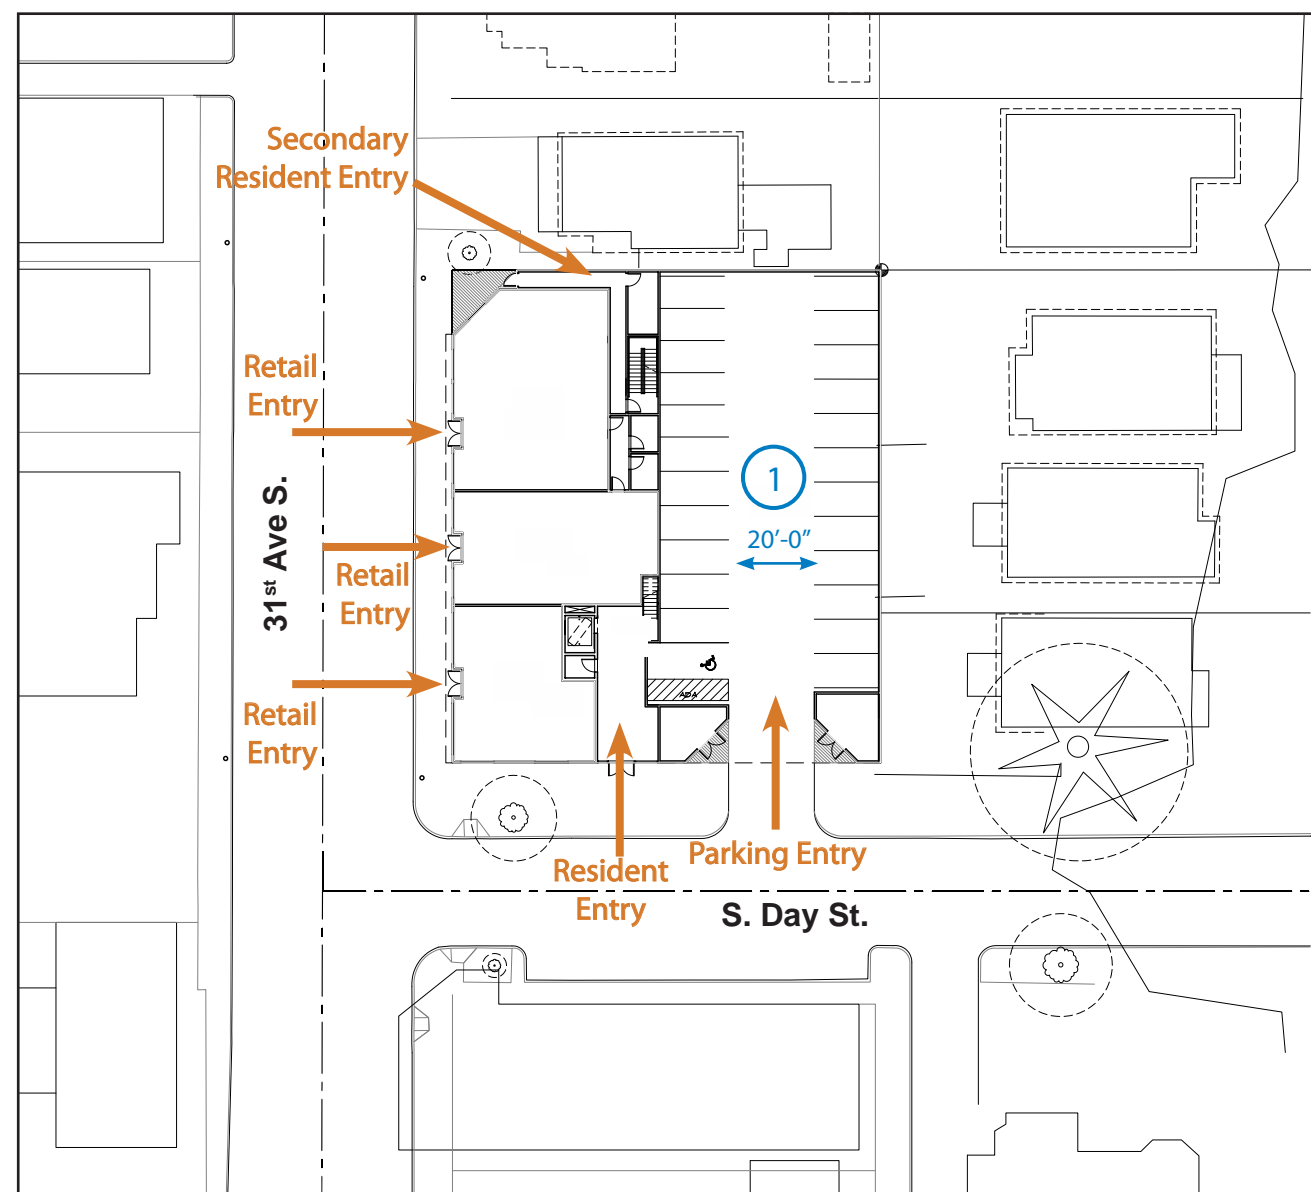 Secondary
Resident Entry
Retail
Entry
31st Ave S.
Retail
Entry
Retail
Entry
1
20’-0”
ADA
Parking Entry
Resident
Entry
S. Day St.